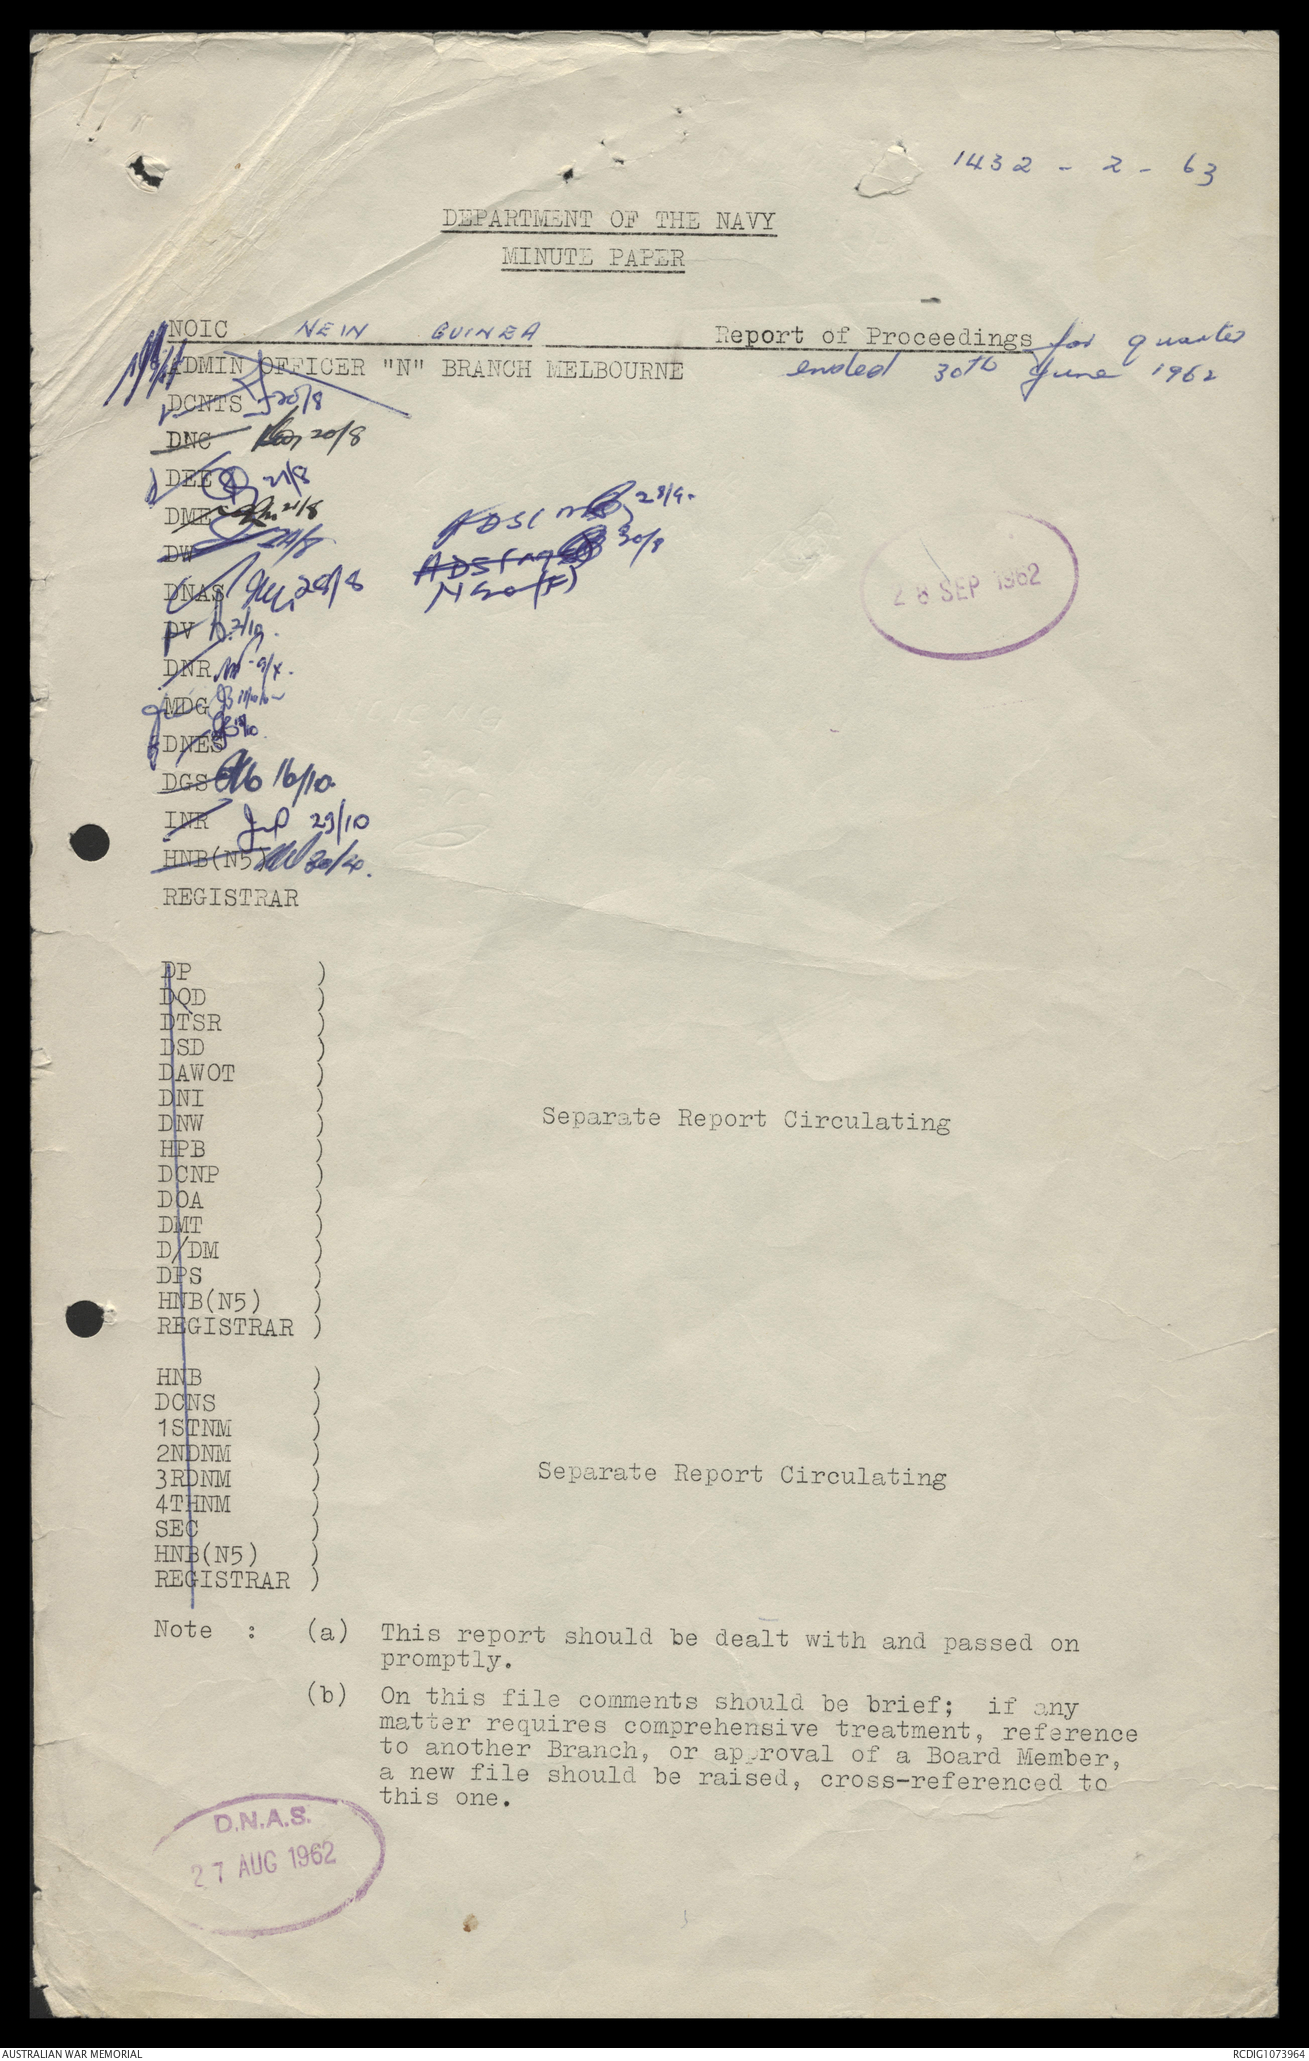 1432 - 2 - 63
DEPARTMENT OF THE NAVY
MINUTE PAPER
NOIC NEW GUINEA Report of Proceedings for quarter
ended 30th June 1962
ADMIN OFFICER "N" BRANCH MELBOURNE
DCNTS 20/8
DNC 20/8
DEE 21/8
DME 21/8
DW 24/8
DNAS 28/8
DV
DNR
MDG
DNES
DGS 16/10
INR 29/10
HNB(N5)
REGISTRAR
28/9
30/8
28 SEP 1962
DP )
DQD )
DTSR )
DSD )
DAWOT )
DNI )
DNW )
HPB )
DCNP )
DOA )
DMT )
D/DM )
DPS )
HNB(N5) )
REGISTRAR )
Separate Report Circulating
HNB )
DCNS )
1STNM )
2NDNM )
3RDNM )
4THNM )
SEC )
HNB(N5) )
REGISTRAR )
Separate Report Circulating
Note : (a) This report should be dealt with and passed on
promptly.
(b) On this file comments should be brief; if any
matter requires comprehensive treatment, reference
to another Branch, or approval of a Board Member,
a new file should be raised, cross-referenced to
this one.
D.N.A.S.
27 AUG 1962
AUSTRALIAN WAR MEMORIAL
RCDIG1073964